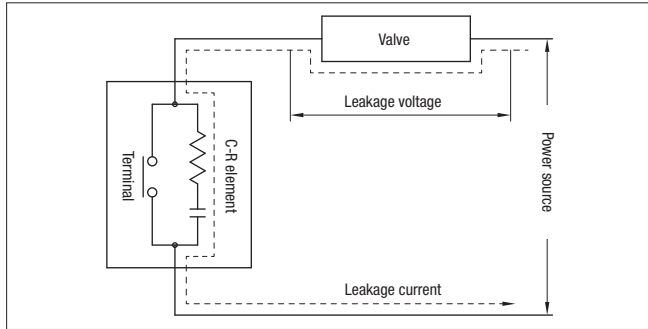 Valve
Leakage voltage
C-R element
Terminal
Power source
Leakage current